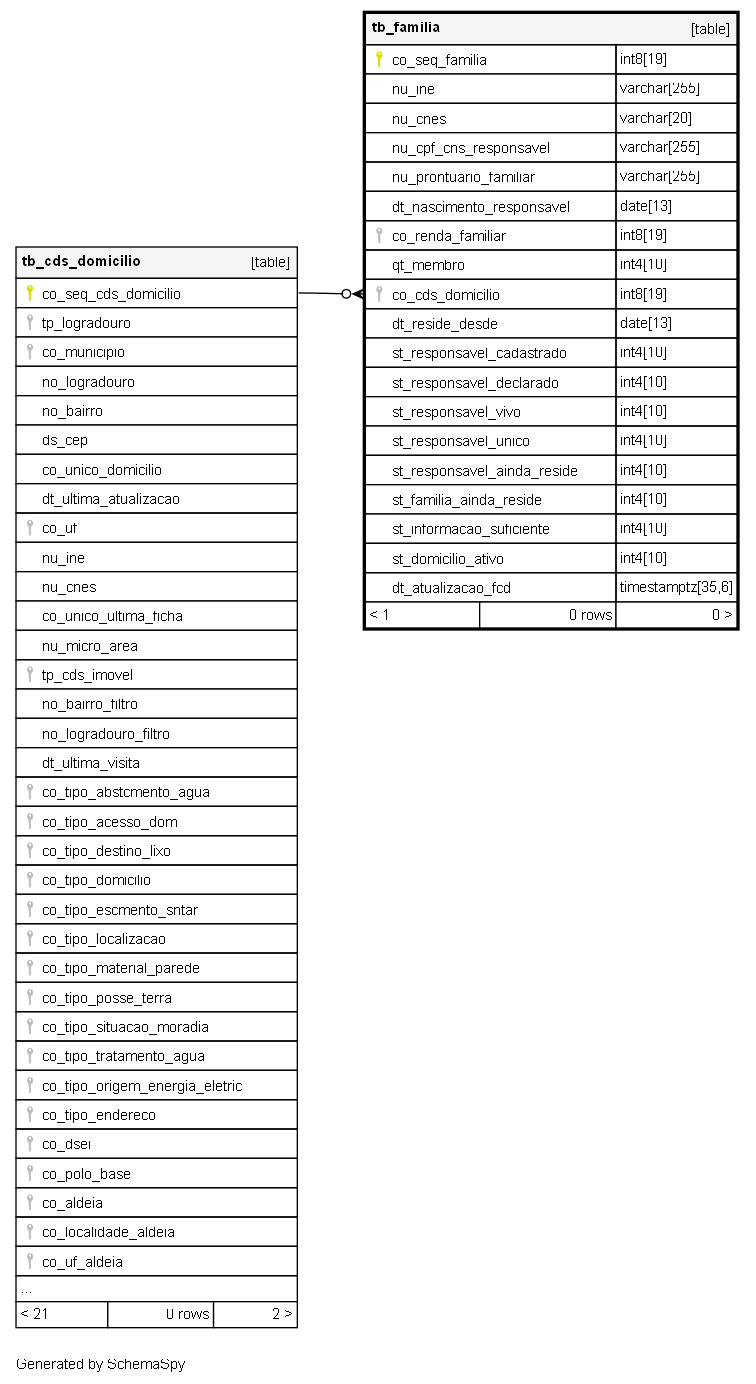 tb_familia [table]
co_seq_familia int8[19]
nu_ine varchar[255]
nu_cnes varchar[20]
nu_cpf_cns_responsavel varchar[255]
nu_prontuario_familiar varchar[255]
dt_nascimento_responsavel date[13]
co_renda_familiar int8[19]
qt_membro int4[10]
co_cds_domicilio int8[19]
dt_reside_desde date[13]
st_responsavel_cadastrado int4[10]
st_responsavel_declarado int4[10]
st_responsavel_vivo int4[10]
st_responsavel_unico int4[10]
st_responsavel_ainda_reside int4[10]
st_familia_ainda_reside int4[10]
st_informacao_suficiente int4[10]
st_domicilio_ativo int4[10]
dt_atualizacao_fcd timestamptz[35,6]
< 1 0 rows 0 >
tb_cds_domicilio [table]
co_seq_cds_domicilio
tp_logradouro
co_municipio
no_logradouro
no_bairro
ds_cep
co_unico_domicilio
dt_ultima_atualizacao
co_uf
nu_ine
nu_cnes
co_unico_ultima_ficha
nu_micro_area
tp_cds_imovel
no_bairro_filtro
no_logradouro_filtro
dt_ultima_visita
co_tipo_abstcmento_agua
co_tipo_acesso_dom
co_tipo_destino_lixo
co_tipo_domicilio
co_tipo_escmento_sntar
co_tipo_localizacao
co_tipo_material_parede
co_tipo_posse_terra
co_tipo_situacao_moradia
co_tipo_tratamento_agua
co_tipo_origem_energia_eletric
co_tipo_endereco
co_dsei
co_polo_base
co_aldeia
co_localidade_aldeia
co_uf_aldeia
...
< 21 0 rows 2 >
Generated by SchemaSpy